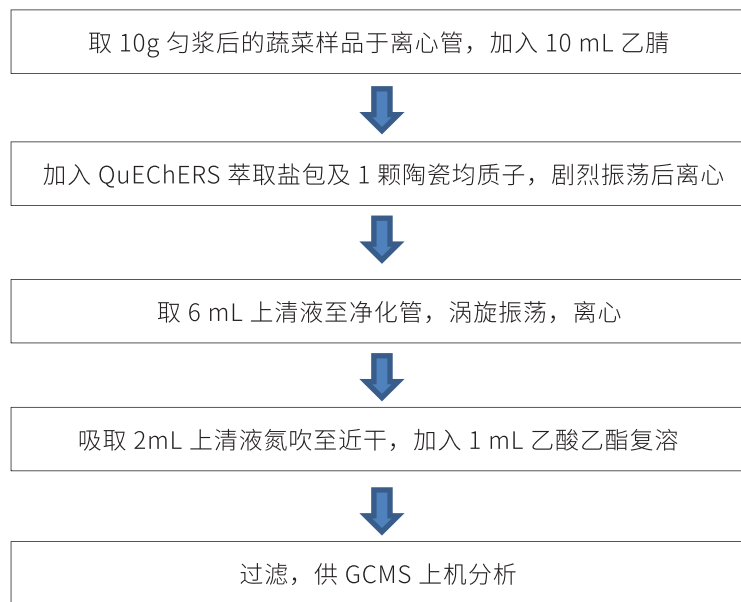 取 10g 匀浆后的蔬菜样品于离心管，加入 10 mL 乙腈
加入 QuEChERS 萃取盐包及 1 颗陶瓷均质子，剧烈振荡后离心
取 6 mL 上清液至净化管，涡旋振荡，离心
吸取 2mL 上清液氮吹至近干，加入 1 mL 乙酸乙酯复溶
过滤，供 GCMS 上机分析